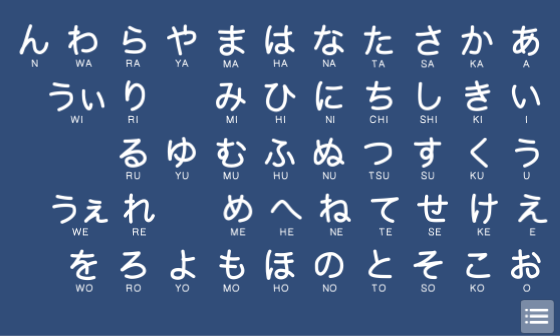 ん わ ら や ま は な た さ か あ
N WA RA YA MA HA NA TA SA KA A
うぃ り み ひ に ち し き い
WI RI MI HI NI CHI SHI KI I
る ゆ む ふ ぬ つ す く う
RU YU MU HU NU TSU SU KU U
うぇ れ め へ ね て せ け え
WE RE ME HE NE TE SE KE E
を ろ よ も ほ の と そ こ お
WO RO YO MO HO NO TO SO KO O